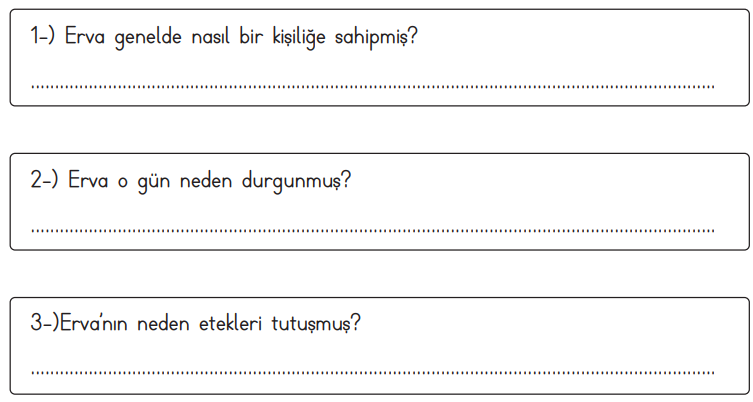 1-) Erva genelde nasıl bir kişiliğe sahipmiş?
2-) Erva o gün neden durgunmuş?
3-)Erva'nın neden etekleri tutuşmuş?